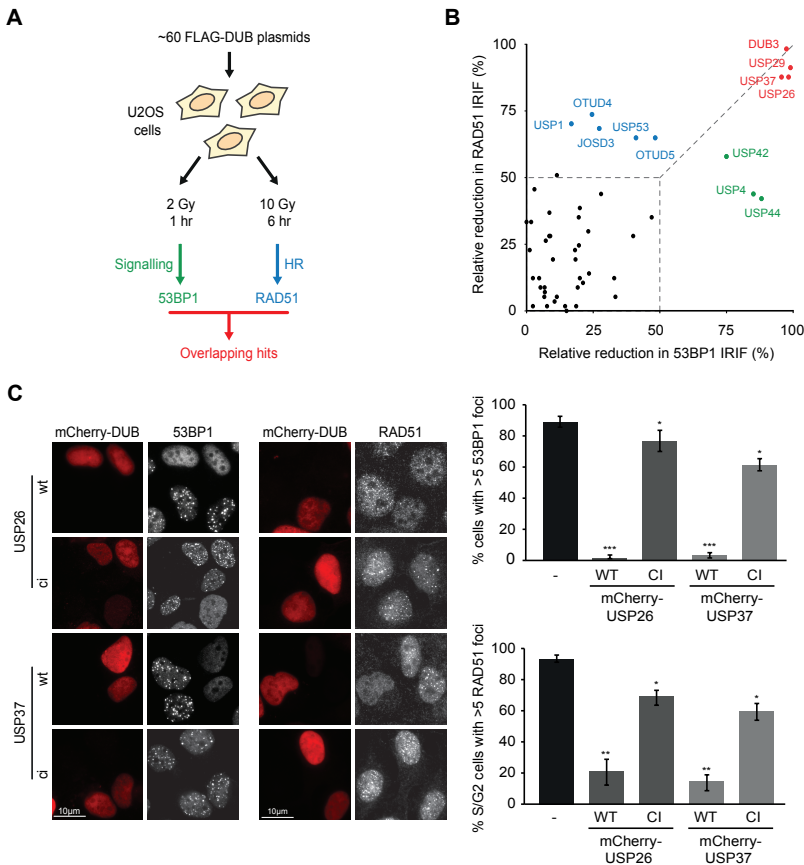 A
~60 FLAG-DUB plasmids
U2OS
cells
2 Gy
1 hr
10 Gy
6 hr
Signalling
HR
53BP1
RAD51
Overlapping hits
B
Relative reduction in RAD51 IRIF (%)
100
75
50
25
0
0
25
50
75
100
Relative reduction in 53BP1 IRIF (%)
DUB3
USP29
USP37
USP26
OTUD4
USP1
JOSD3
USP53
OTUD5
USP42
USP4
USP44
C
mCherry-DUB
53BP1
mCherry-DUB
RAD51
USP26
wt
ci
USP37
wt
ci
10µm
10µm
% cells with >5 53BP1 foci
100
80
60
40
20
0
***
*
***
*
-
WT
CI
WT
CI
mCherry-
USP26
mCherry-
USP37
% S/G2 cells with >5 RAD51 foci
100
80
60
40
20
0
**
*
**
*
-
WT
CI
WT
CI
mCherry-
USP26
mCherry-
USP37